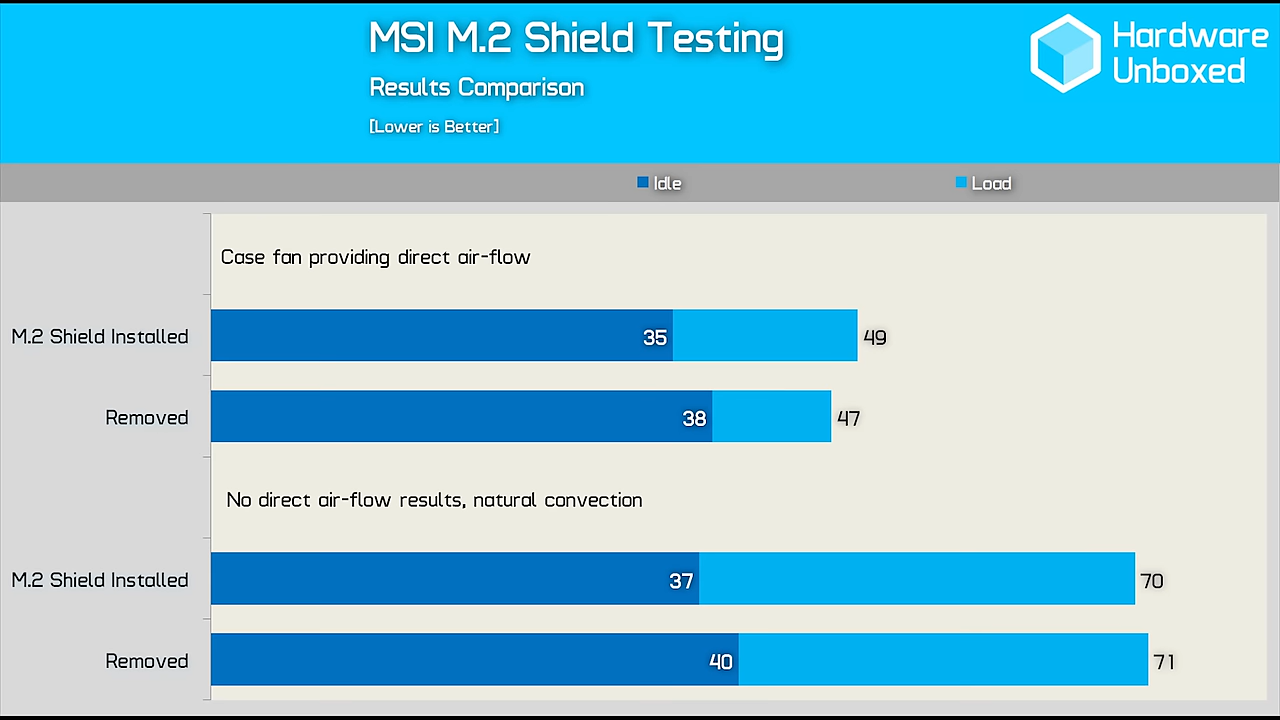 MSI M.2 Shield Testing
Results Comparison
[Lower is Better]
Hardware
Unboxed
Idle
Load
Case fan providing direct air-flow
M.2 Shield Installed
35
49
Removed
38
47
No direct air-flow results, natural convection
M.2 Shield Installed
37
70
Removed
40
71